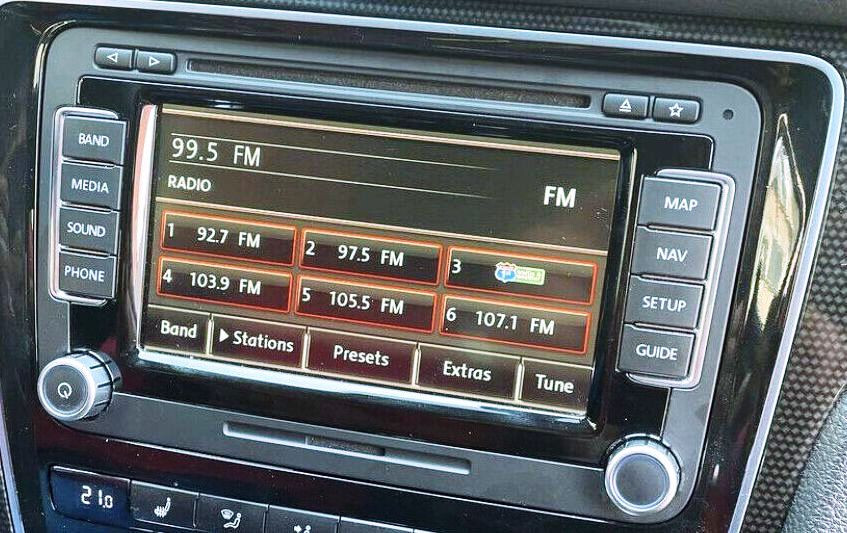 BAND
MEDIA
SOUND
PHONE
99.5 FM
RADIO
FM
1 92.7 FM
2 97.5 FM
3
4 103.9 FM
5 105.5 FM
6 107.1 FM
Band
Stations
Presets
Extras
Tune
MAP
NAV
SETUP
GUIDE
21.0